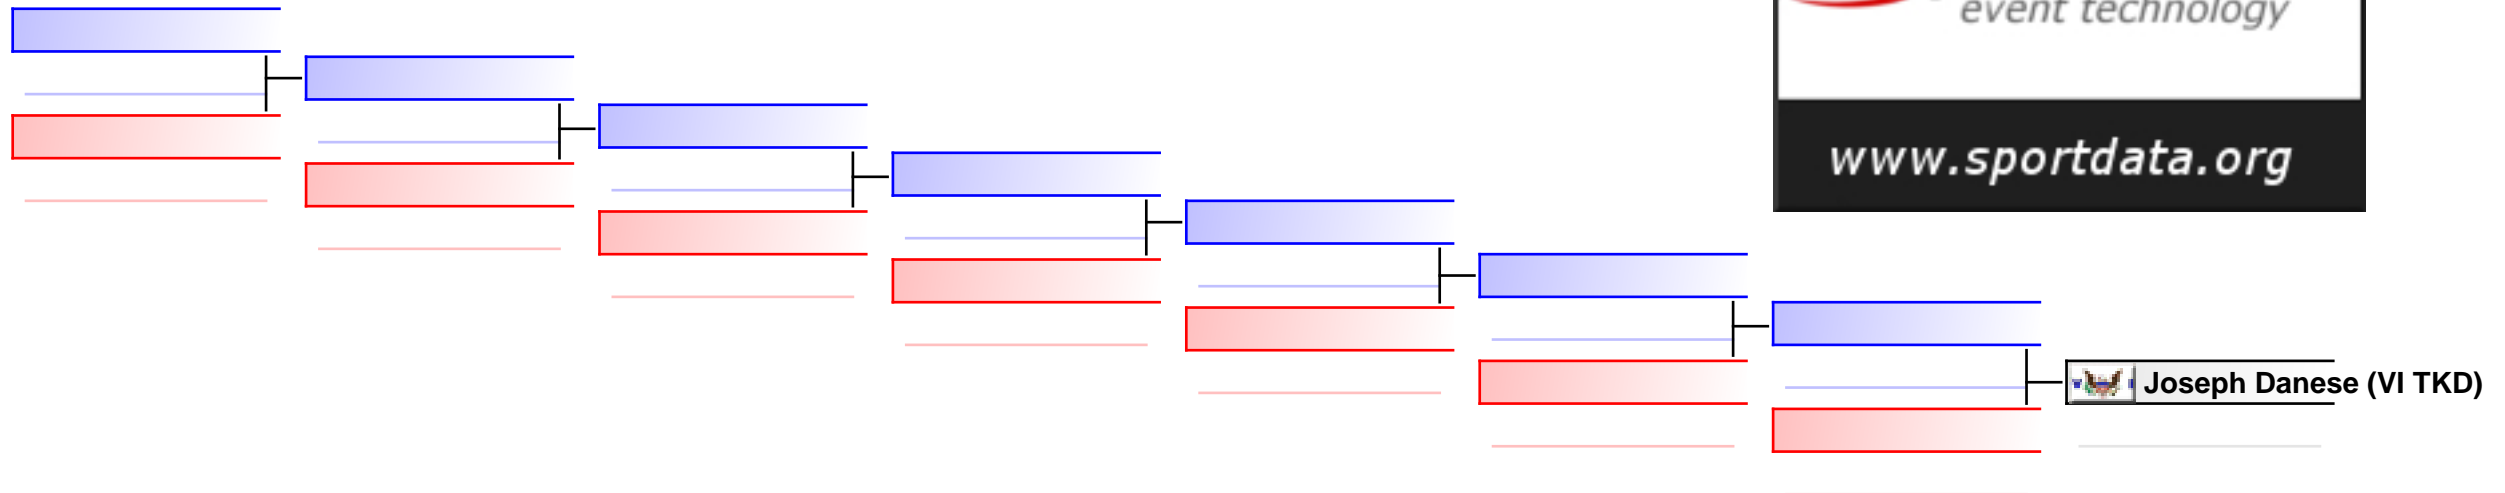 event technology
www.sportdata.org
Joseph Danese (VI TKD)